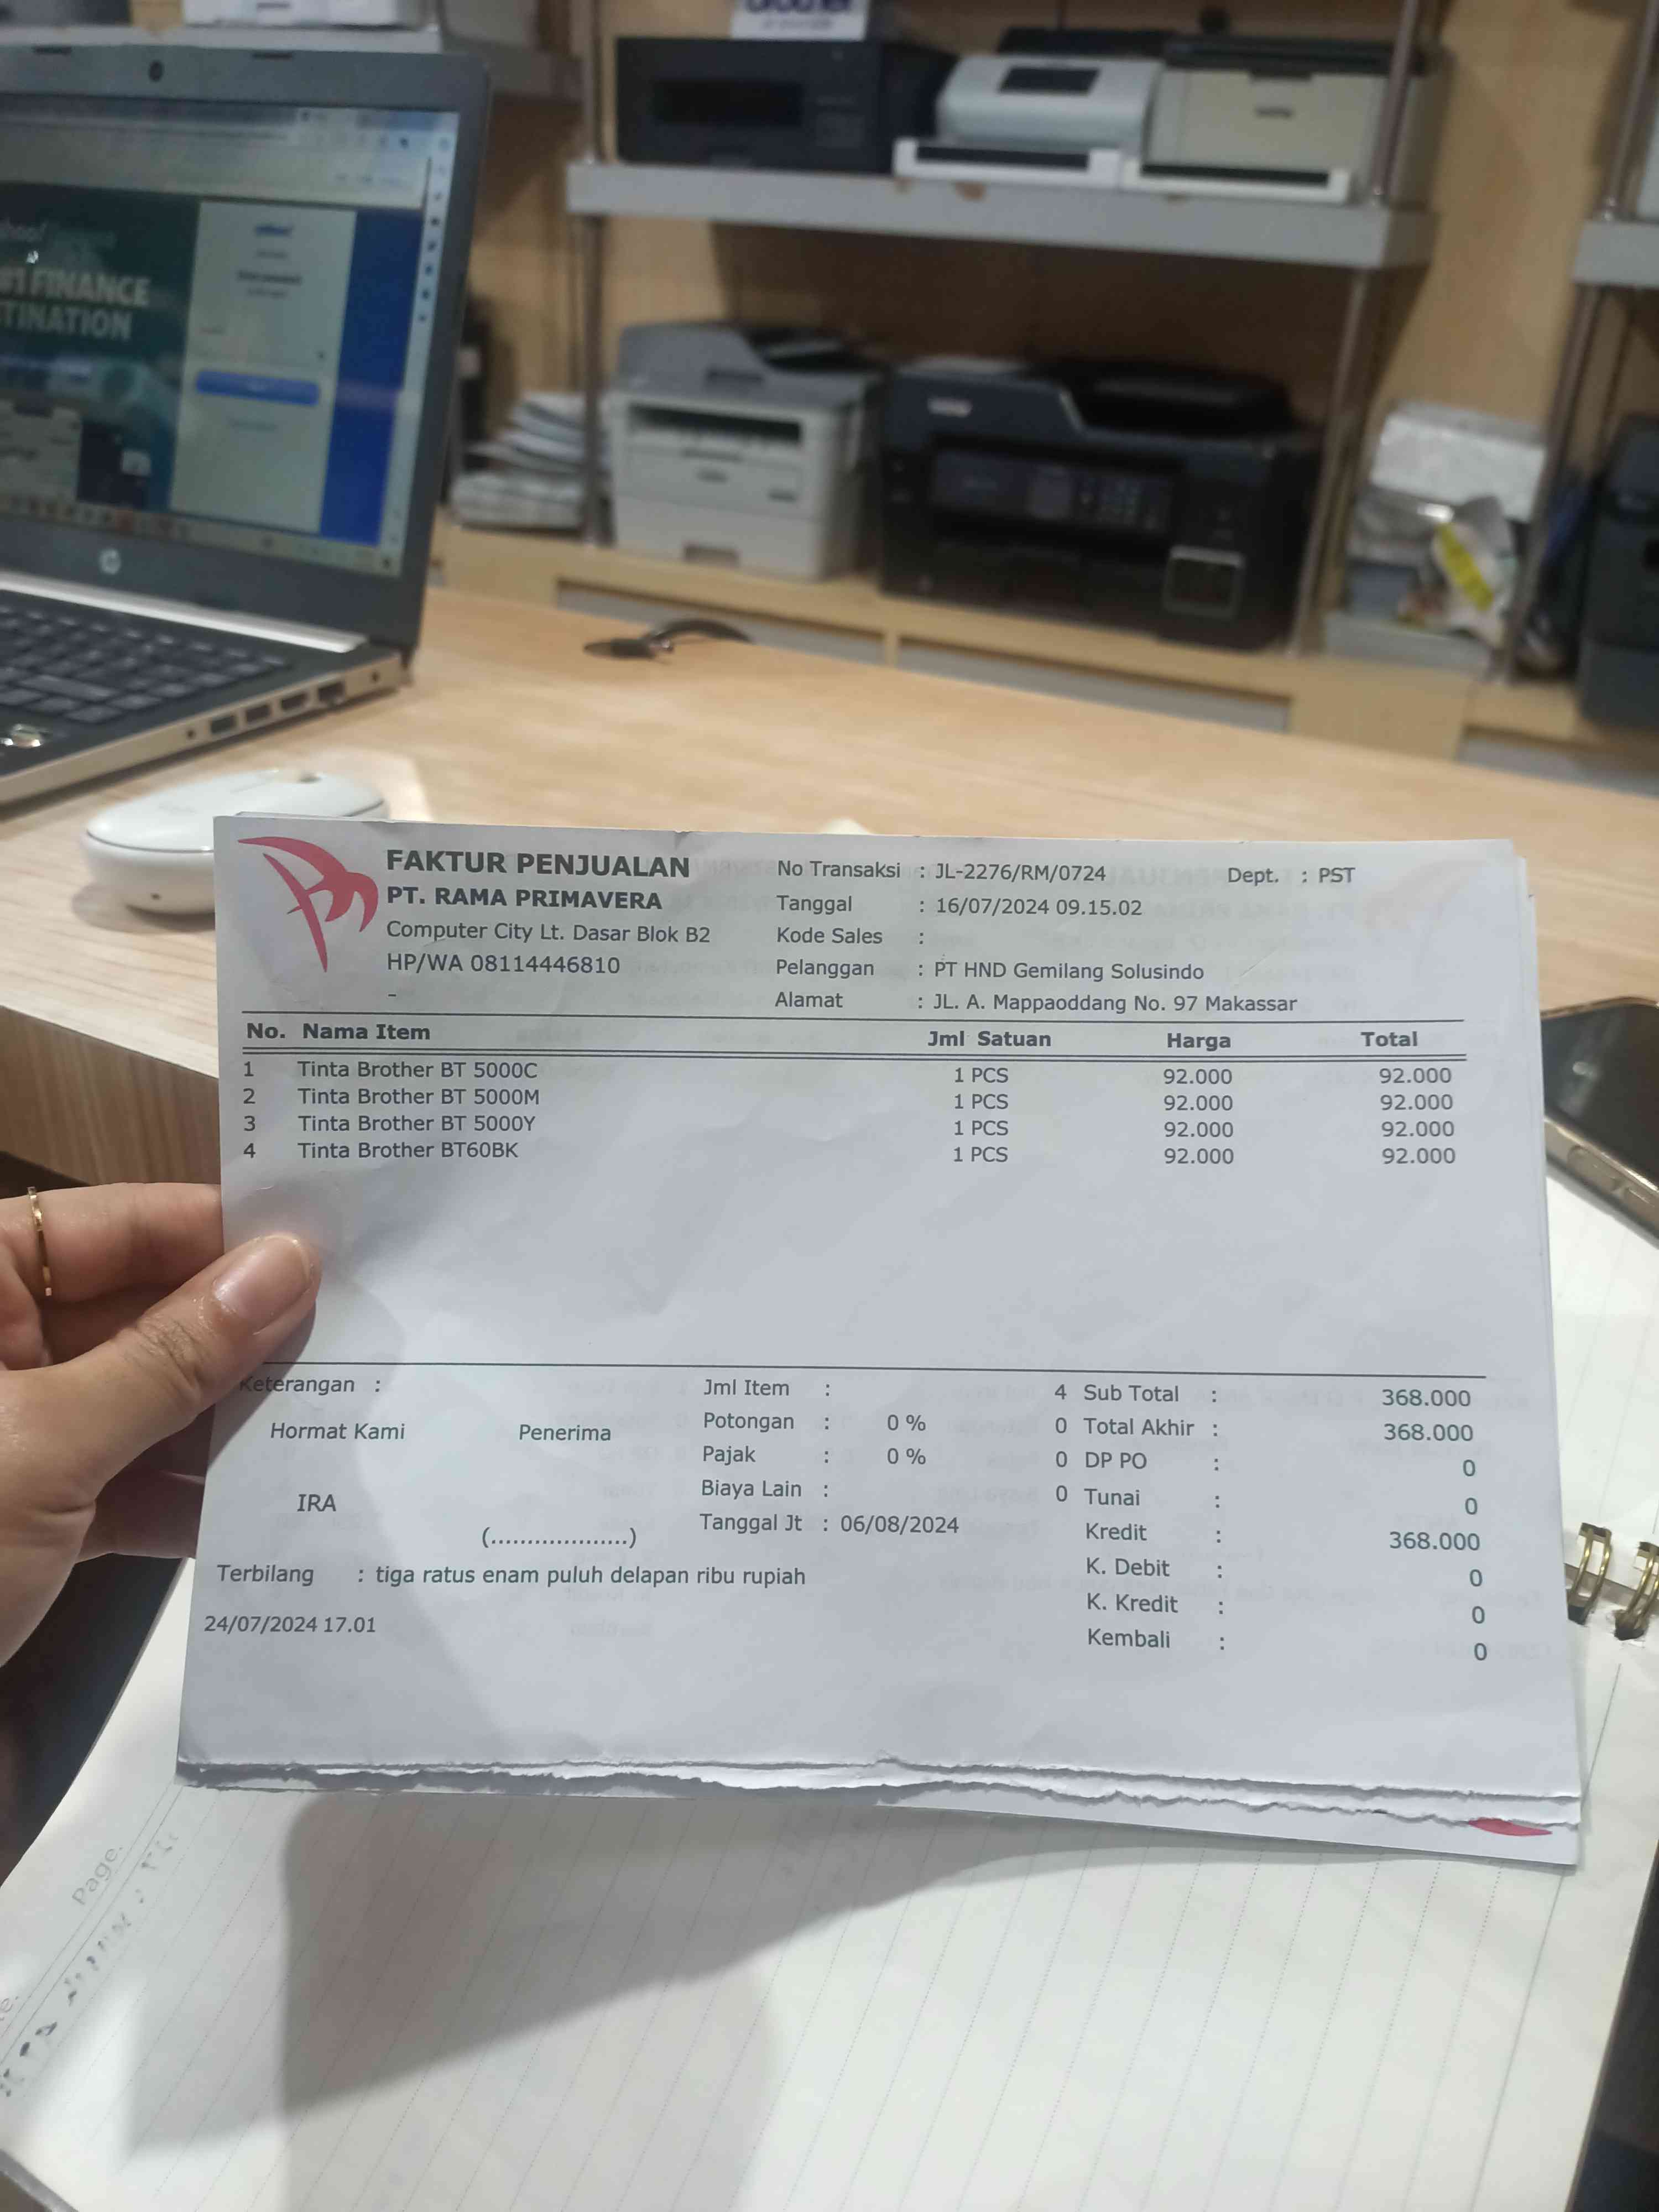 #1 FINANCE
TINATION
FAKTUR PENJUALAN
PT. RAMA PRIMAVERA
Computer City Lt. Dasar Blok B2
HP/WA 08114446810
-
No Transaksi : JL-2276/RM/0724 Dept. : PST
Tanggal : 16/07/2024 09.15.02
Kode Sales :
Pelanggan : PT HND Gemilang Solusindo
Alamat : JL. A. Mappaoddang No. 97 Makassar
No. Nama Item Jml Satuan Harga Total
1 Tinta Brother BT 5000C 1 PCS 92.000 92.000
2 Tinta Brother BT 5000M 1 PCS 92.000 92.000
3 Tinta Brother BT 5000Y 1 PCS 92.000 92.000
4 Tinta Brother BT60BK 1 PCS 92.000 92.000
Keterangan :
Hormat Kami Penerima
IRA
(...................)
Jml Item : 4
Potongan : 0 % 0
Pajak : 0 % 0
Biaya Lain : 0
Tanggal Jt : 06/08/2024
Sub Total : 368.000
Total Akhir : 368.000
DP PO : 0
Tunai : 0
Kredit : 368.000
K. Debit : 0
K. Kredit : 0
Kembali : 0
Terbilang : tiga ratus enam puluh delapan ribu rupiah
24/07/2024 17.01
Page.